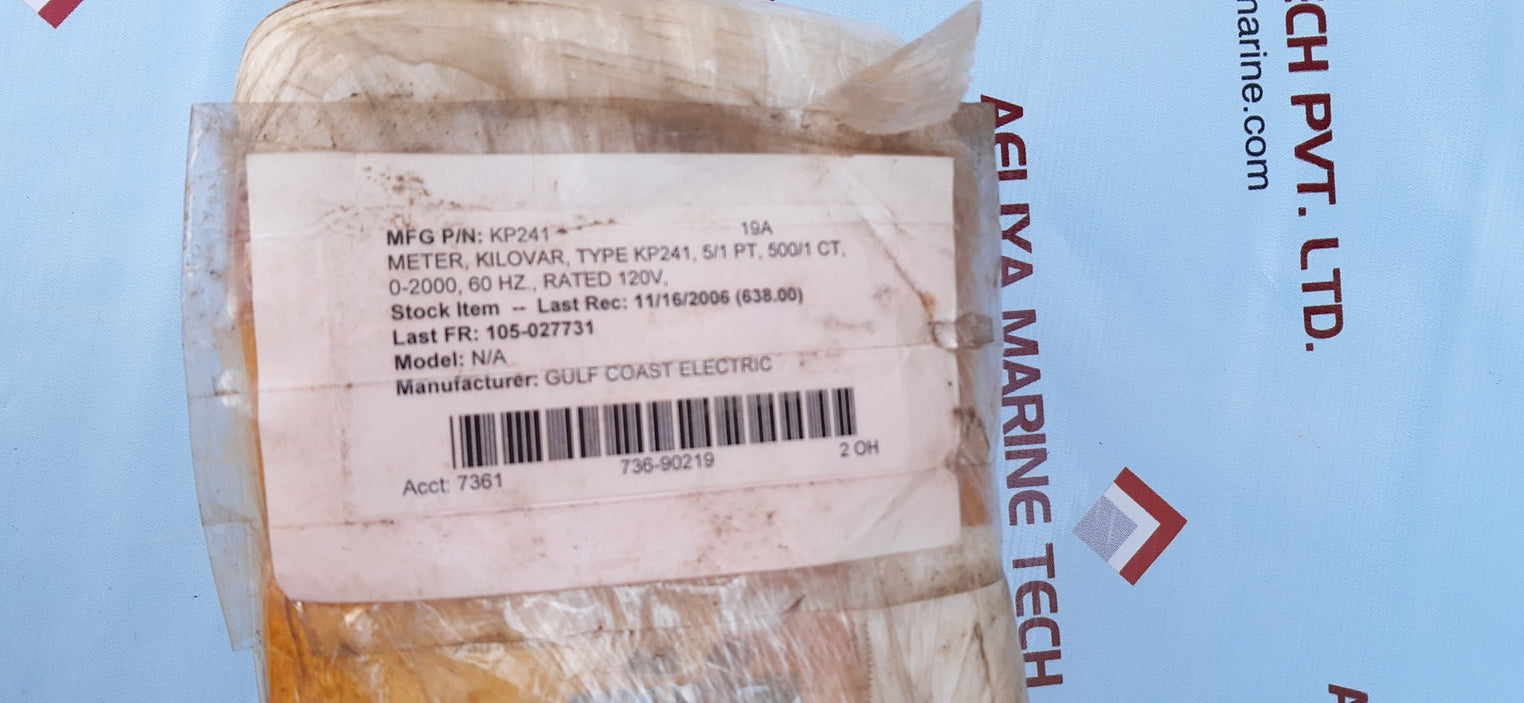 MFG P/N: KP241 19A
METER, KILOVAR, TYPE KP241, 5/1 PT, 500/1 CT,
0-2000, 60 HZ., RATED 120V,
Stock Item -- Last Rec: 11/16/2006 (638.00)
Last FR: 105-027731
Model: N/A
Manufacturer: GULF COAST ELECTRIC
736-90219
2 OH
Acct: 7361
AELIYA MARINE TECH
ECH PVT. LTD.
marine.com
A